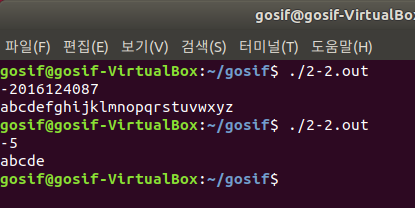 gosif@gosif-VirtualBox
파일(F) 편집(E) 보기(V) 검색(S) 터미널(T) 도움말(H)
gosif@gosif-VirtualBox:~/gosif$ ./2-2.out
-2016124087
abcdefghijklmnopqrstuvwxyz
gosif@gosif-VirtualBox:~/gosif$ ./2-2.out
-5
abcde
gosif@gosif-VirtualBox:~/gosif$